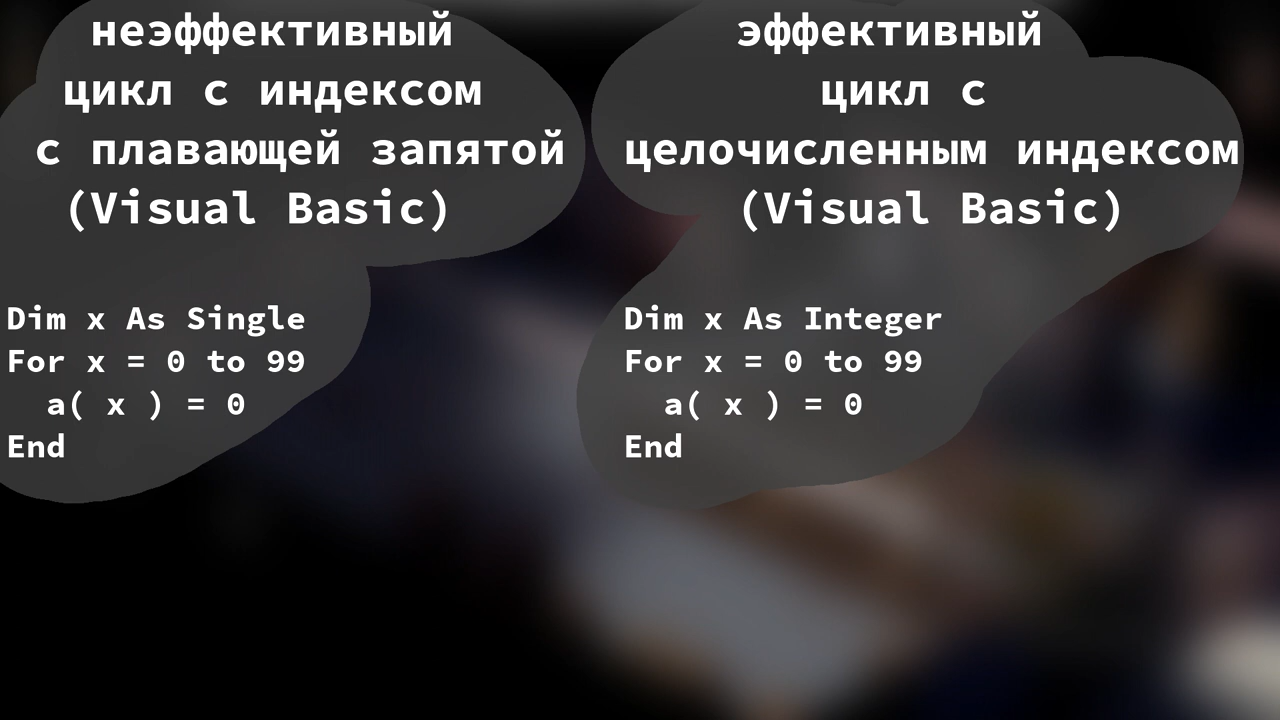 неэффективный
цикл с индексом
с плавающей запятой
(Visual Basic)
Dim x As Single
For x = 0 to 99
a( x ) = 0
End
эффективный
цикл с
целочисленным индексом
(Visual Basic)
Dim x As Integer
For x = 0 to 99
a( x ) = 0
End